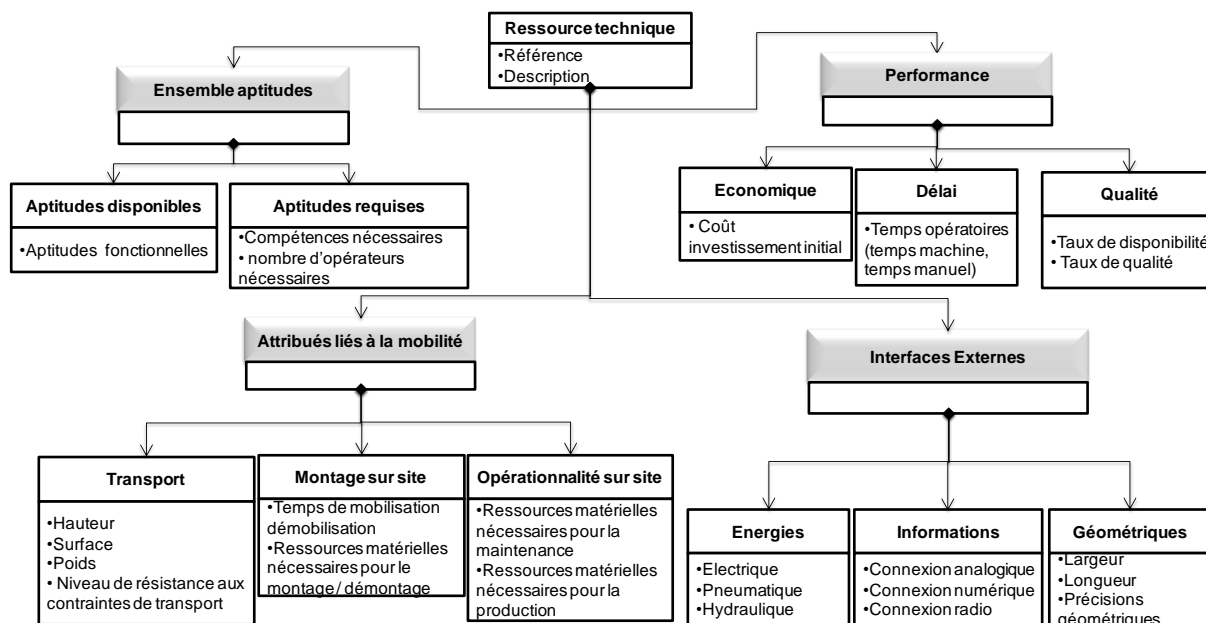 Ressource technique
•Référence
•Description
Ensemble aptitudes
Performance
Aptitudes disponibles
•Aptitudes fonctionnelles
Aptitudes requises
•Compétences nécessaires
• nombre d'opérateurs
nécessaires
Economique
• Coût
investissement initial
Délai
•Temps opératoires
(temps machine,
temps manuel)
Qualité
•Taux de disponibilité
• Taux de qualité
Attribués liés à la mobilité
Interfaces Externes
Transport
•Hauteur
•Surface
•Poids
• Niveau de résistance aux
contraintes de transport
Montage sur site
•Temps de mobilisation
démobilisation
•Ressources matérielles
nécessaires pour le
montage / démontage
Opérationnalité sur site
•Ressources matérielles
nécessaires pour la
maintenance
•Ressources matérielles
nécessaires pour la
production
Energies
•Electrique
•Pneumatique
•Hydraulique
Informations
•Connexion analogique
•Connexion numérique
•Connexion radio
Géométriques
•Largeur
•Longueur
•Précisions
géométriques